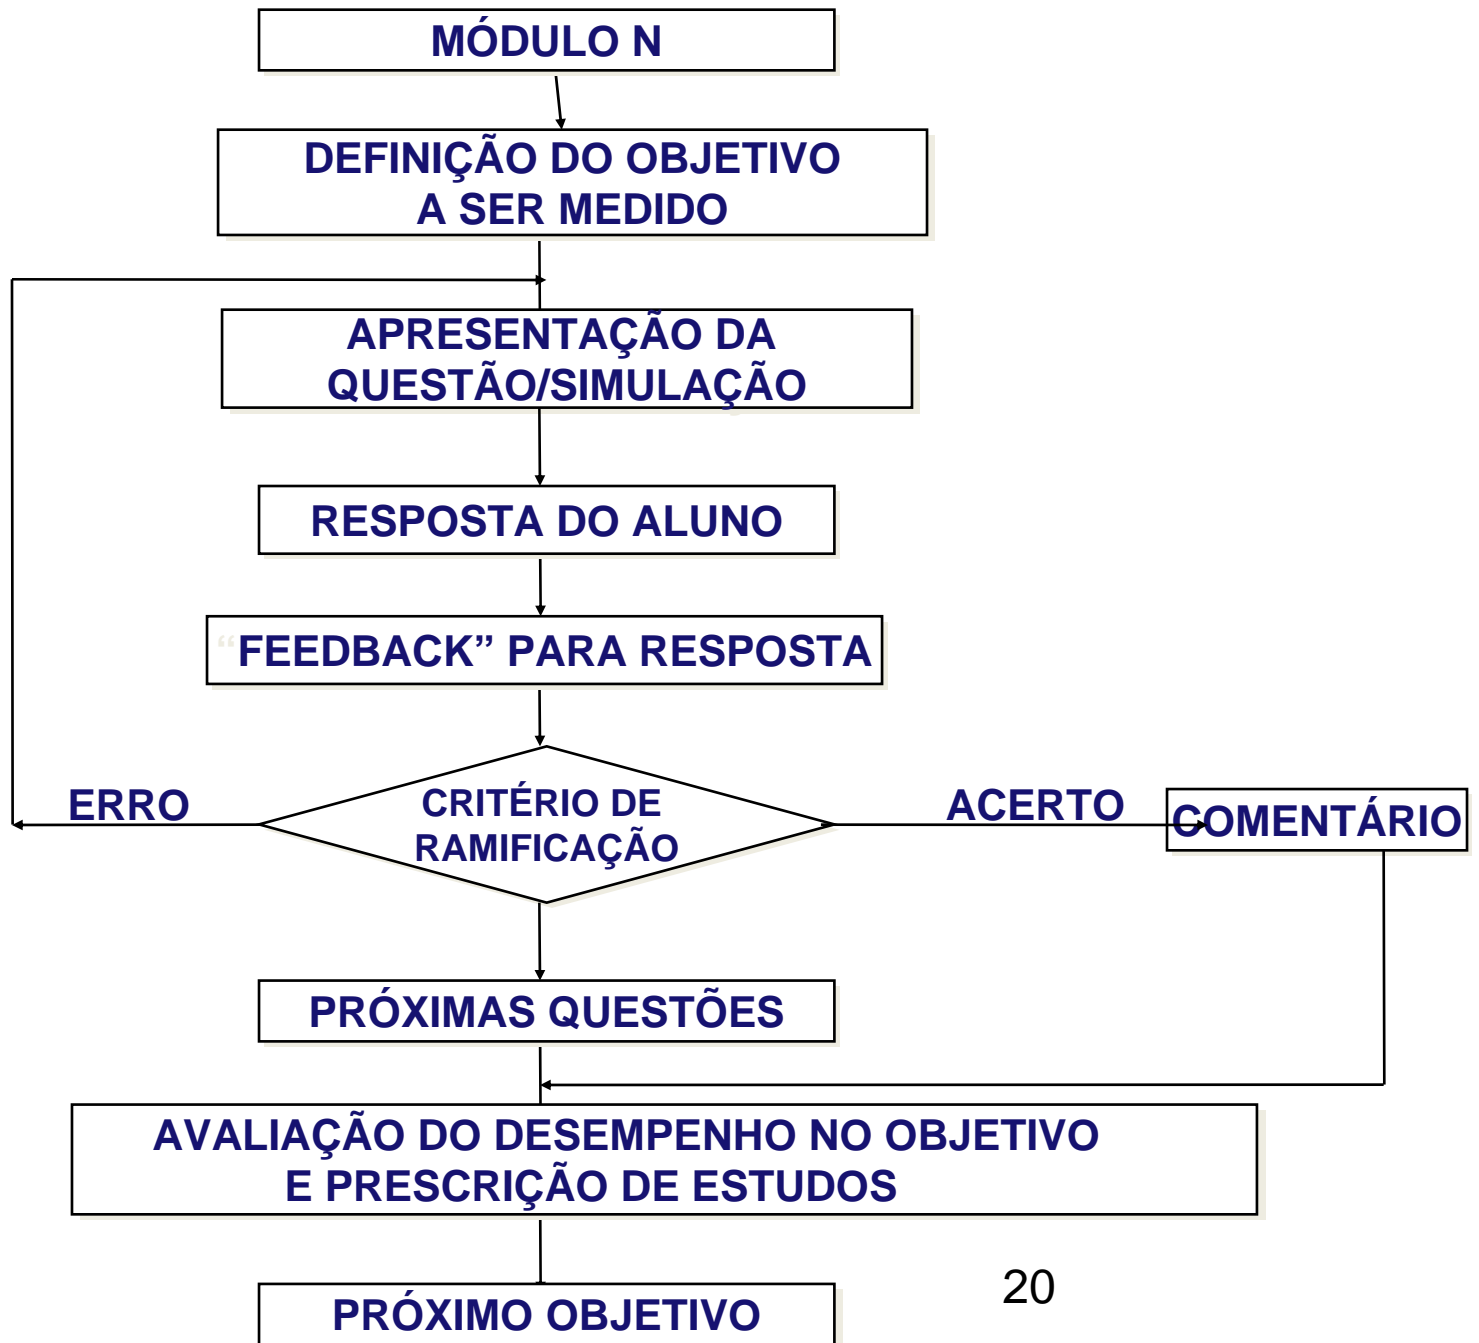 MÓDULO N
DEFINIÇÃO DO OBJETIVO
A SER MEDIDO
APRESENTAÇÃO DA
QUESTÃO/SIMULAÇÃO
RESPOSTA DO ALUNO
“FEEDBACK” PARA RESPOSTA
ERRO
CRITÉRIO DE
RAMIFICAÇÃO
ACERTO
COMENTÁRIO
PRÓXIMAS QUESTÕES
AVALIAÇÃO DO DESEMPENHO NO OBJETIVO
E PRESCRIÇÃO DE ESTUDOS
PRÓXIMO OBJETIVO
20